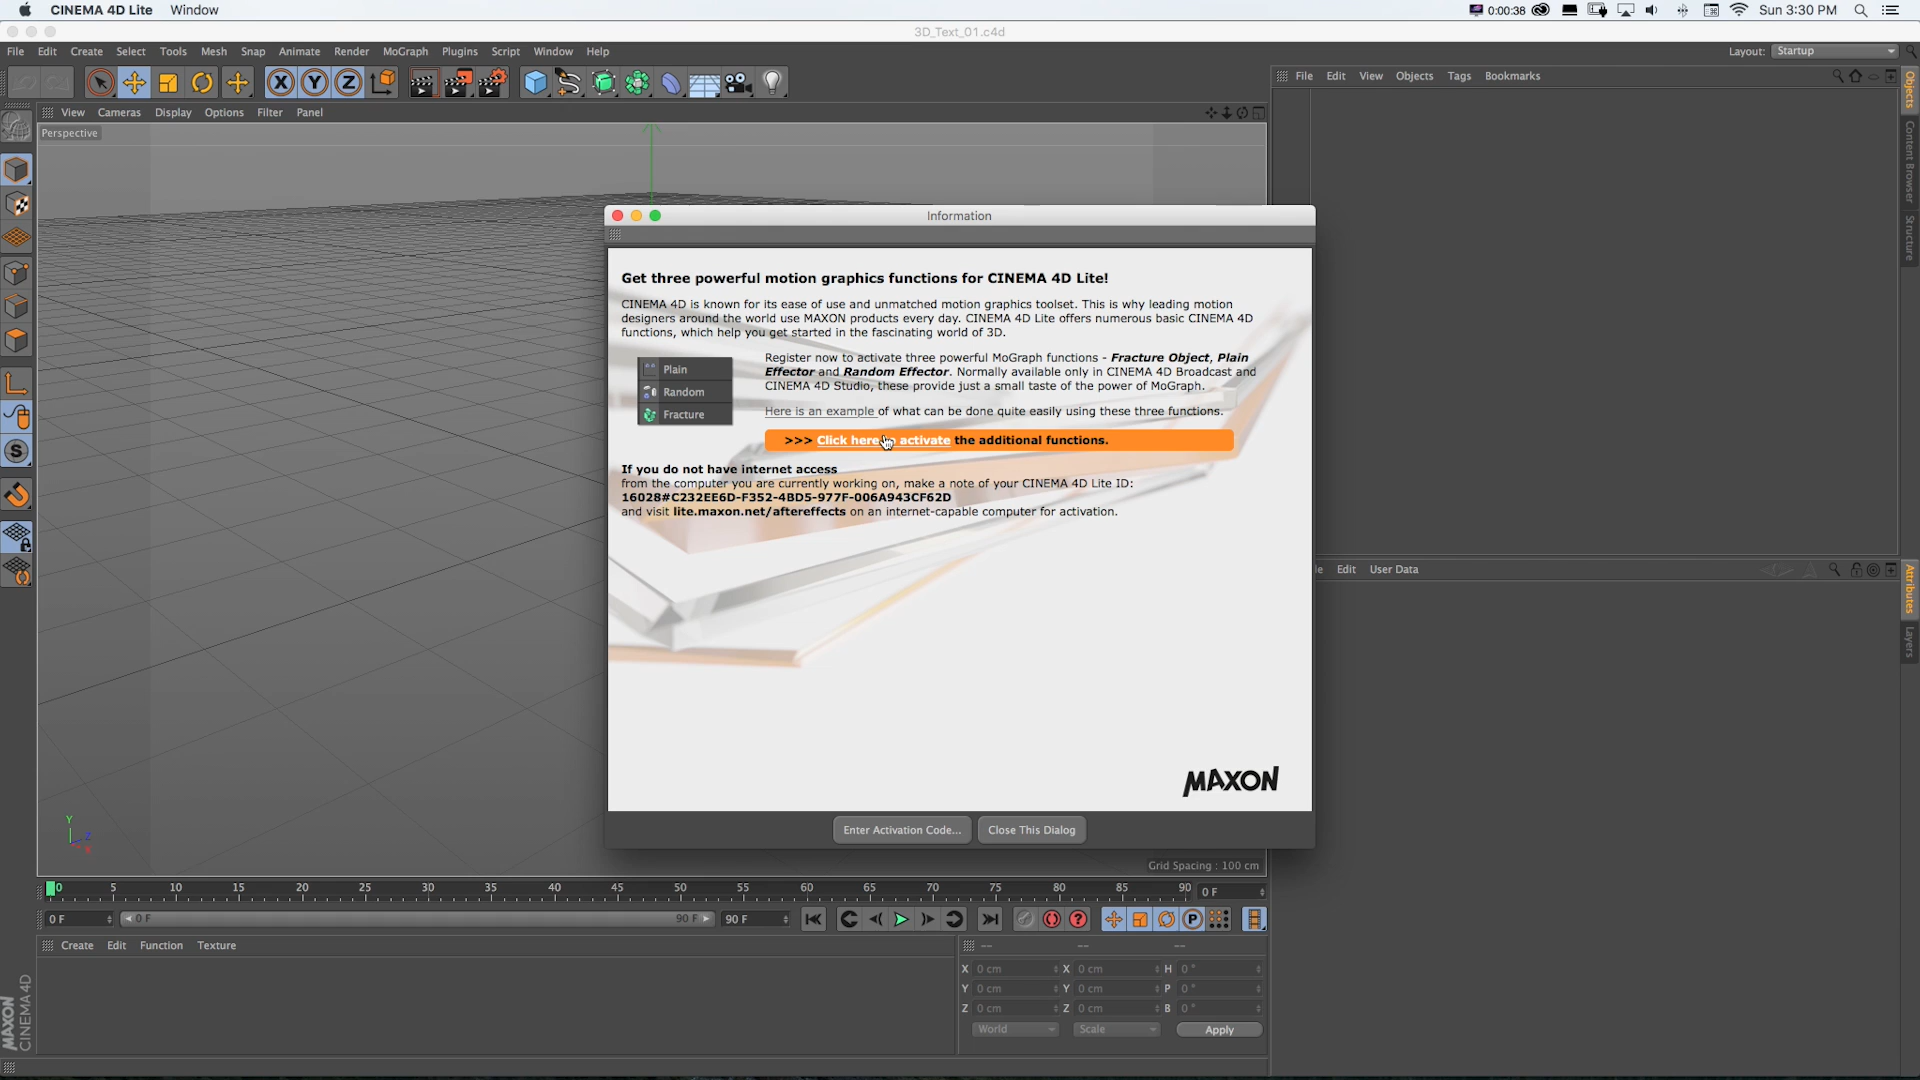 CINEMA 4D Lite Window 0:00:38 Sun 3:30 PM
3D_Text_01.c4d
File Edit Create Select Tools Mesh Snap Animate Render MoGraph Plugins Script Window Help Layout: Startup
File Edit View Objects Tags Bookmarks
Objects
Content Browser
Structure
View Cameras Display Options Filter Panel
Perspective
Information
Get three powerful motion graphics functions for CINEMA 4D Lite!
CINEMA 4D is known for its ease of use and unmatched motion graphics toolset. This is why leading motion
designers around the world use MAXON products every day. CINEMA 4D Lite offers numerous basic CINEMA 4D
functions, which help you get started in the fascinating world of 3D.
Plain
Random
Fracture
Register now to activate three powerful MoGraph functions - Fracture Object, Plain
Effector and Random Effector. Normally available only in CINEMA 4D Broadcast and
CINEMA 4D Studio, these provide just a small taste of the power of MoGraph.
Here is an example of what can be done quite easily using these three functions.
>>> Click here to activate the additional functions.
If you do not have internet access
from the computer you are currently working on, make a note of your CINEMA 4D Lite ID:
16028#C232EE6D-F352-4BD5-977F-006A943CF62D
and visit lite.maxon.net/aftereffects on an internet-capable computer for activation.
MAXON
Enter Activation Code... Close This Dialog
Edit User Data
Attributes
Layers
Y
Z
X
Grid Spacing : 100 cm
0 5 10 15 20 25 30 35 40 45 50 55 60 65 70 75 80 85 90 0 F
0 F 0 F 90 F 90 F
Create Edit Function Texture
-- -- --
X 0 cm X 0 cm H 0 °
Y 0 cm Y 0 cm P 0 °
Z 0 cm Z 0 cm B 0 °
World Scale Apply
MAXON
CINEMA 4D